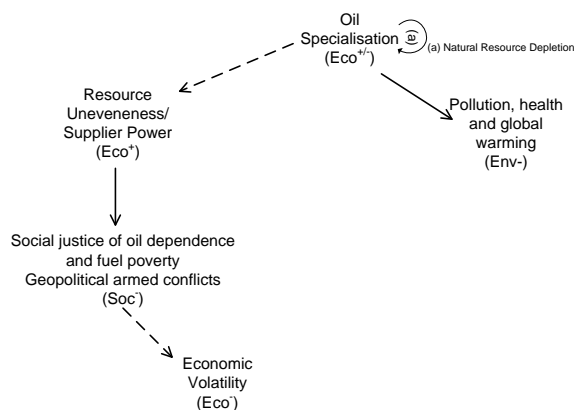 Oil
Specialisation
(Eco+/-)
(a)
(a) Natural Resource Depletion
Resource
Uneveness/
Supplier Power
(Eco+)
Pollution, health
and global
warming
(Env-)
Social justice of oil dependence
and fuel poverty
Geopolitical armed conflicts
(Soc-)
Economic
Volatility
(Eco-)